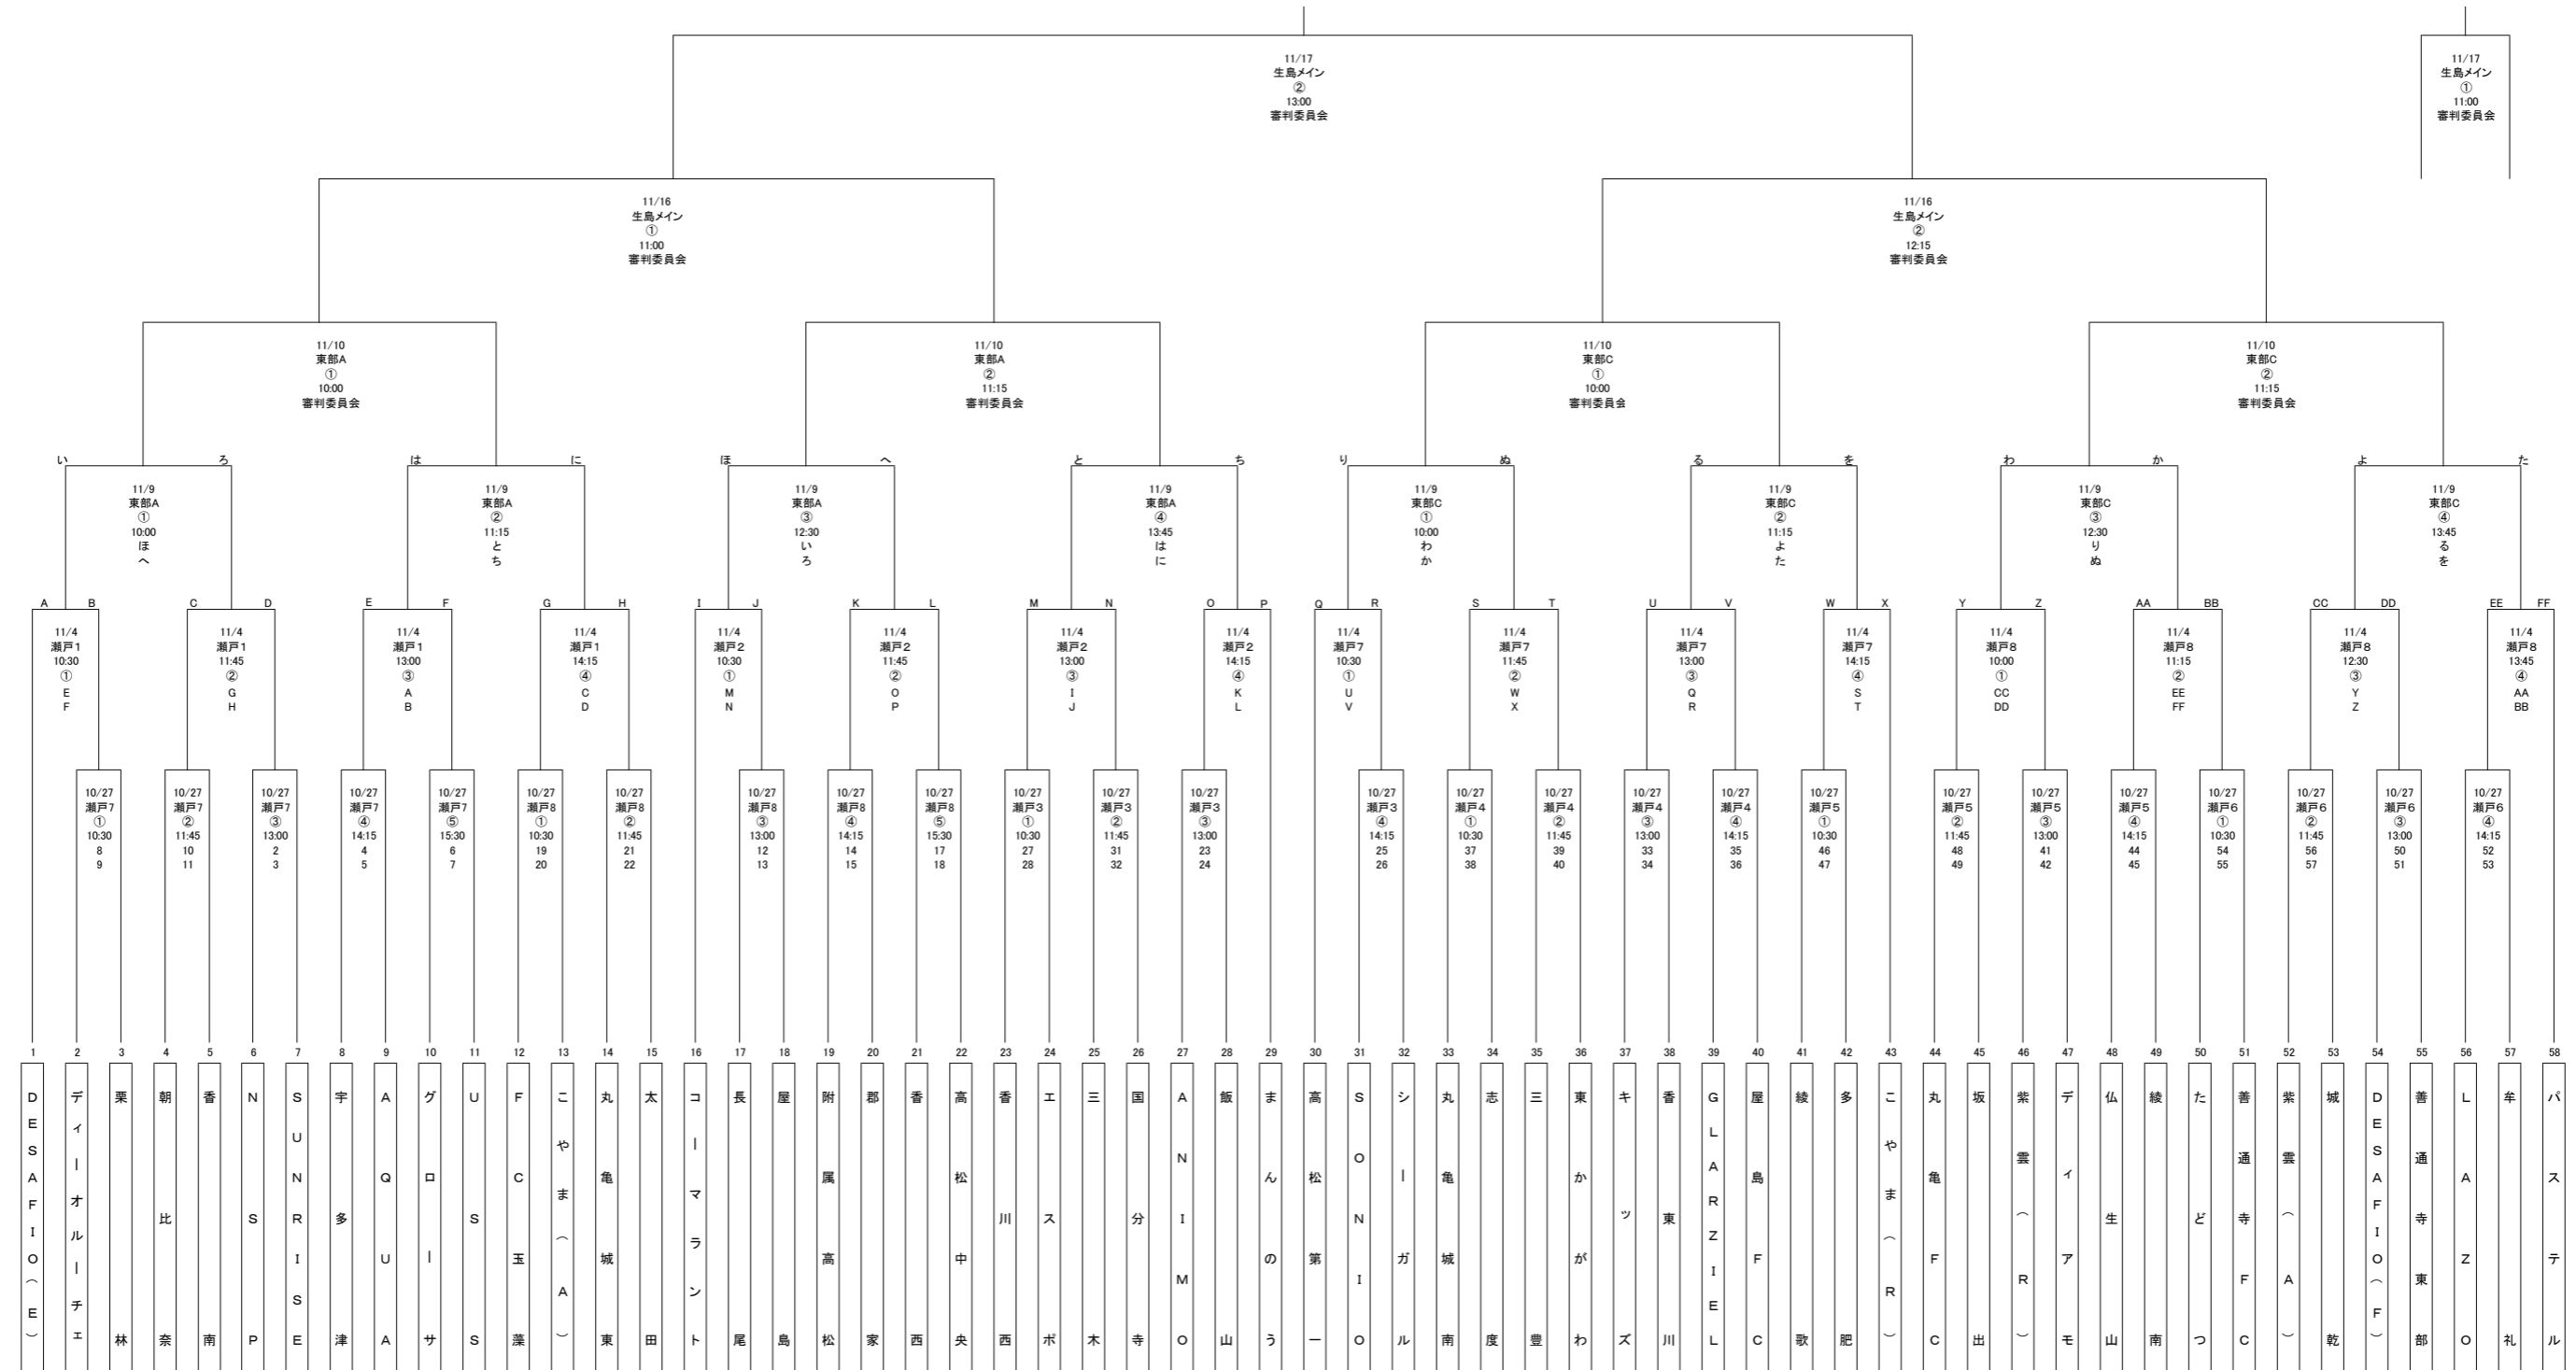 11/17
生島メイン
②
13:00
審判委員会
11/17
生島メイン
①
11:00
審判委員会
11/16
生島メイン
①
11:00
審判委員会
11/16
生島メイン
②
12:15
審判委員会
11/10
東部A
①
10:00
審判委員会
11/10
東部A
②
11:15
審判委員会
11/10
東部C
①
10:00
審判委員会
11/10
東部C
②
11:15
審判委員会
い ろ は に ほ へ と ち り ぬ る を わ か よ た
11/9
東部A
①
10:00
ほ
へ
11/9
東部A
②
11:15
と
ち
11/9
東部A
③
12:30
い
ろ
11/9
東部A
④
13:45
は
に
11/9
東部C
①
10:00
わ
か
11/9
東部C
②
11:15
よ
た
11/9
東部C
③
12:30
り
ぬ
11/9
東部C
④
13:45
る
を
A B C D E F G H I J K L M N O P Q R S T U V W X Y Z AA BB CC DD EE FF
11/4
瀬戸1
10:30
①
E
F
11/4
瀬戸1
11:45
②
G
H
11/4
瀬戸1
13:00
③
A
B
11/4
瀬戸1
14:15
④
C
D
11/4
瀬戸2
10:30
①
M
N
11/4
瀬戸2
11:45
②
O
P
11/4
瀬戸2
13:00
③
I
J
11/4
瀬戸2
14:15
④
K
L
11/4
瀬戸7
10:30
①
U
V
11/4
瀬戸7
11:45
②
W
X
11/4
瀬戸7
13:00
③
Q
R
11/4
瀬戸7
14:15
④
S
T
11/4
瀬戸8
10:00
①
CC
DD
11/4
瀬戸8
11:15
②
EE
FF
11/4
瀬戸8
12:30
③
Y
Z
11/4
瀬戸8
13:45
④
AA
BB
10/27
瀬戸7
①
10:30
8
9
10/27
瀬戸7
②
11:45
10
11
10/27
瀬戸7
③
13:00
2
3
10/27
瀬戸7
④
14:15
4
5
10/27
瀬戸7
⑤
15:30
6
7
10/27
瀬戸8
①
10:30
19
20
10/27
瀬戸8
②
11:45
21
22
10/27
瀬戸8
③
13:00
12
13
10/27
瀬戸8
④
14:15
14
15
10/27
瀬戸8
⑤
15:30
17
18
10/27
瀬戸3
①
10:30
27
28
10/27
瀬戸3
②
11:45
31
32
10/27
瀬戸3
③
13:00
23
24
10/27
瀬戸3
④
14:15
25
26
10/27
瀬戸4
①
10:30
37
38
10/27
瀬戸4
②
11:45
39
40
10/27
瀬戸4
③
13:00
33
34
10/27
瀬戸4
④
14:15
35
36
10/27
瀬戸5
①
10:30
46
47
10/27
瀬戸5
②
11:45
48
49
10/27
瀬戸5
③
13:00
41
42
10/27
瀬戸5
④
14:15
44
45
10/27
瀬戸6
①
10:30
54
55
10/27
瀬戸6
②
11:45
56
57
10/27
瀬戸6
③
13:00
50
51
10/27
瀬戸6
④
14:15
52
53
1 2 3 4 5 6 7 8 9 10 11 12 13 14 15 16 17 18 19 20 21 22 23 24 25 26 27 28 29 30 31 32 33 34 35 36 37 38 39 40 41 42 43 44 45 46 47 48 49 50 51 52 53 54 55 56 57 58
DESAFIO(E)
ディーオルーチェ
栗林
朝比奈
香南
NSP
SUNRISE
宇多津
AQUA
グローサ
USS
FC玉藻
こやま(A)
丸亀城東
太田
コーマラント
長尾
屋島
附属高松
郡家
香西
高松中央
香川西
エスポ
三木
国分寺
ANIMO
飯山
まんのう
高松第一
SONIO
シーガル
丸亀城南
志度
三豊
東かがわ
キッズ
香東川
GLARZIEL
屋島FC
綾歌
多肥
こやま(R)
丸亀FC
坂出
紫雲(R)
ディアモ
仏生山
綾南
たどつ
善通寺FC
紫雲(A)
城乾
DESAFIO(F)
善通寺東部
LAZO
牟礼
パステル